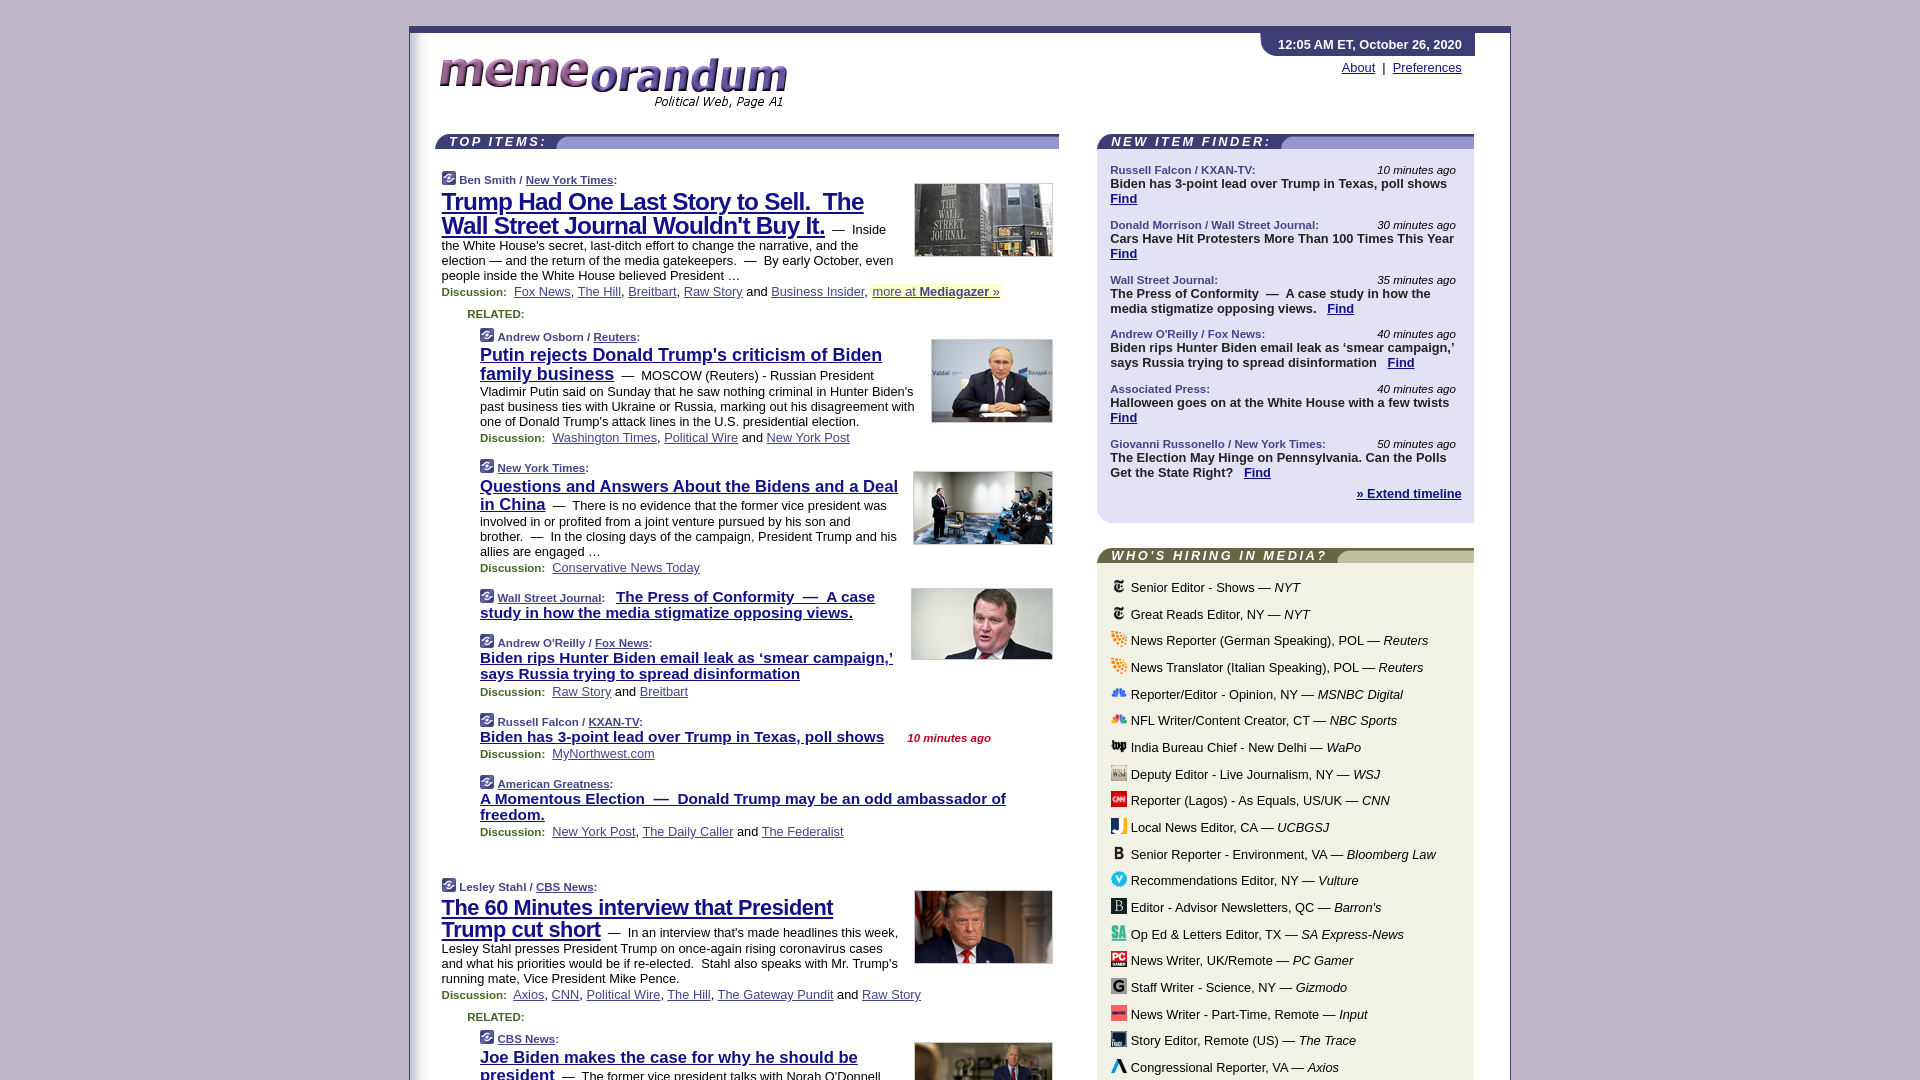 12:05 AM ET, October 26, 2020
memeorandum
About | Preferences
Political Web, Page A1
TOP ITEMS:
Ben Smith / New York Times:
Trump Had One Last Story to Sell. The
Wall Street Journal Wouldn't Buy It. — Inside
the White House's secret, last-ditch effort to change the narrative, and the
election — and the return of the media gatekeepers. — By early October, even
people inside the White House believed President …
THE
WALL
STREET
JOURNAL
Discussion: Fox News, The Hill, Breitbart, Raw Story and Business Insider, more at Mediagazer »
RELATED:
Andrew Osborn / Reuters:
Putin rejects Donald Trump's criticism of Biden
family business — MOSCOW (Reuters) - Russian President
Vladimir Putin said on Sunday that he saw nothing criminal in Hunter Biden's
past business ties with Ukraine or Russia, marking out his disagreement with
one of Donald Trump's attack lines in the U.S. presidential election.
Valdai
Discussion: Washington Times, Political Wire and New York Post
New York Times:
Questions and Answers About the Bidens and a Deal
in China — There is no evidence that the former vice president was
involved in or profited from a joint venture pursued by his son and
brother. — In the closing days of the campaign, President Trump and his
allies are engaged …
Discussion: Conservative News Today
Wall Street Journal: The Press of Conformity — A case
study in how the media stigmatize opposing views.
Andrew O'Reilly / Fox News:
Biden rips Hunter Biden email leak as ‘smear campaign,’
says Russia trying to spread disinformation
Discussion: Raw Story and Breitbart
Russell Falcon / KXAN-TV:
Biden has 3-point lead over Trump in Texas, poll shows 10 minutes ago
Discussion: MyNorthwest.com
American Greatness:
A Momentous Election — Donald Trump may be an odd ambassador of
freedom.
Discussion: New York Post, The Daily Caller and The Federalist
Lesley Stahl / CBS News:
The 60 Minutes interview that President
Trump cut short — In an interview that's made headlines this week,
Lesley Stahl presses President Trump on once-again rising coronavirus cases
and what his priorities would be if re-elected. Stahl also speaks with Mr. Trump's
running mate, Vice President Mike Pence.
Discussion: Axios, CNN, Political Wire, The Hill, The Gateway Pundit and Raw Story
RELATED:
CBS News:
Joe Biden makes the case for why he should be
president — The former vice president talks with Norah O'Donnell
NEW ITEM FINDER:
Russell Falcon / KXAN-TV: 10 minutes ago
Biden has 3-point lead over Trump in Texas, poll shows
Find
Donald Morrison / Wall Street Journal: 30 minutes ago
Cars Have Hit Protesters More Than 100 Times This Year
Find
Wall Street Journal: 35 minutes ago
The Press of Conformity — A case study in how the
media stigmatize opposing views. Find
Andrew O'Reilly / Fox News: 40 minutes ago
Biden rips Hunter Biden email leak as ‘smear campaign,’
says Russia trying to spread disinformation Find
Associated Press: 40 minutes ago
Halloween goes on at the White House with a few twists
Find
Giovanni Russonello / New York Times: 50 minutes ago
The Election May Hinge on Pennsylvania. Can the Polls
Get the State Right? Find
» Extend timeline
WHO'S HIRING IN MEDIA?
Senior Editor - Shows — NYT
Great Reads Editor, NY — NYT
News Reporter (German Speaking), POL — Reuters
News Translator (Italian Speaking), POL — Reuters
Reporter/Editor - Opinion, NY — MSNBC Digital
NFL Writer/Content Creator, CT — NBC Sports
wp India Bureau Chief - New Delhi — WaPo
WSJ Deputy Editor - Live Journalism, NY — WSJ
CNN Reporter (Lagos) - As Equals, US/UK — CNN
Local News Editor, CA — UCBGSJ
B Senior Reporter - Environment, VA — Bloomberg Law
Recommendations Editor, NY — Vulture
B Editor - Advisor Newsletters, QC — Barron's
SA Op Ed & Letters Editor, TX — SA Express-News
PC GAMER News Writer, UK/Remote — PC Gamer
G Staff Writer - Science, NY — Gizmodo
News Writer - Part-Time, Remote — Input
Story Editor, Remote (US) — The Trace
Congressional Reporter, VA — Axios